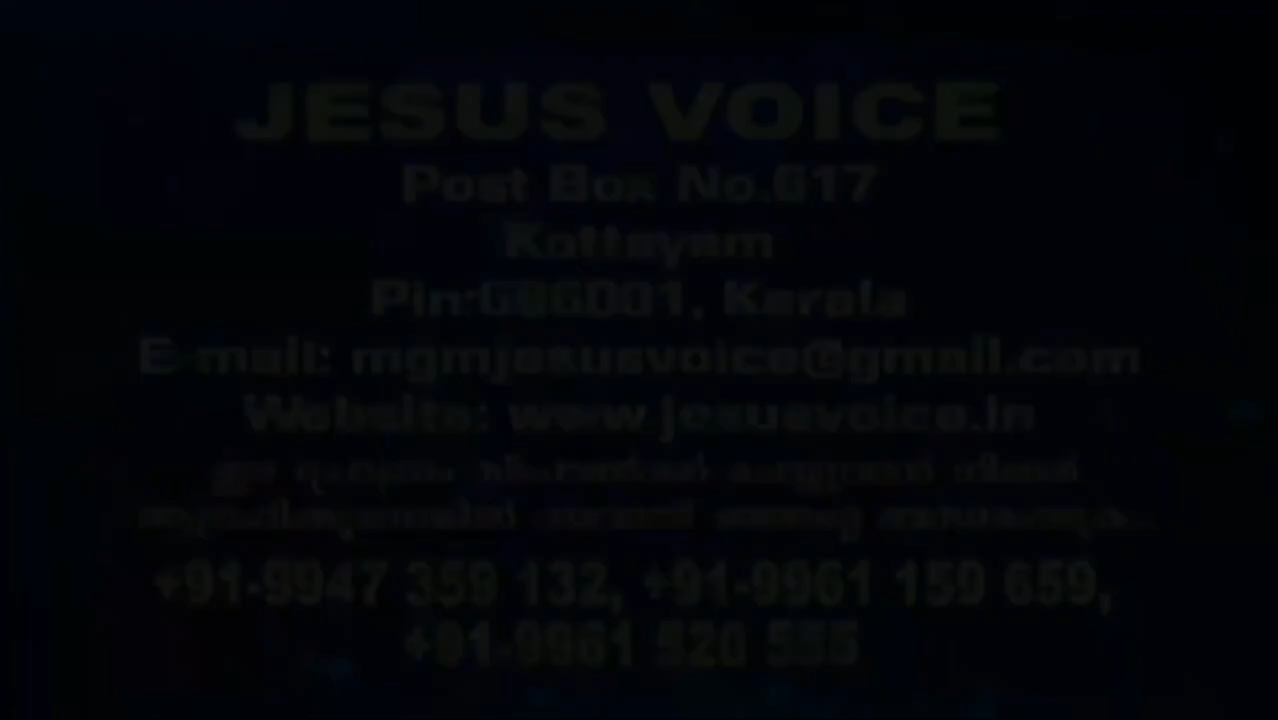 JESUS VOICE
Post Box No.617
Kottayam
Pin:686001, Kerala
E-mail: mgmjesusvoice@gmail.com
Website: www.jesusvoice.in
+91-9947 359 132, +91-9961 159 659,
+91-9961 520 555